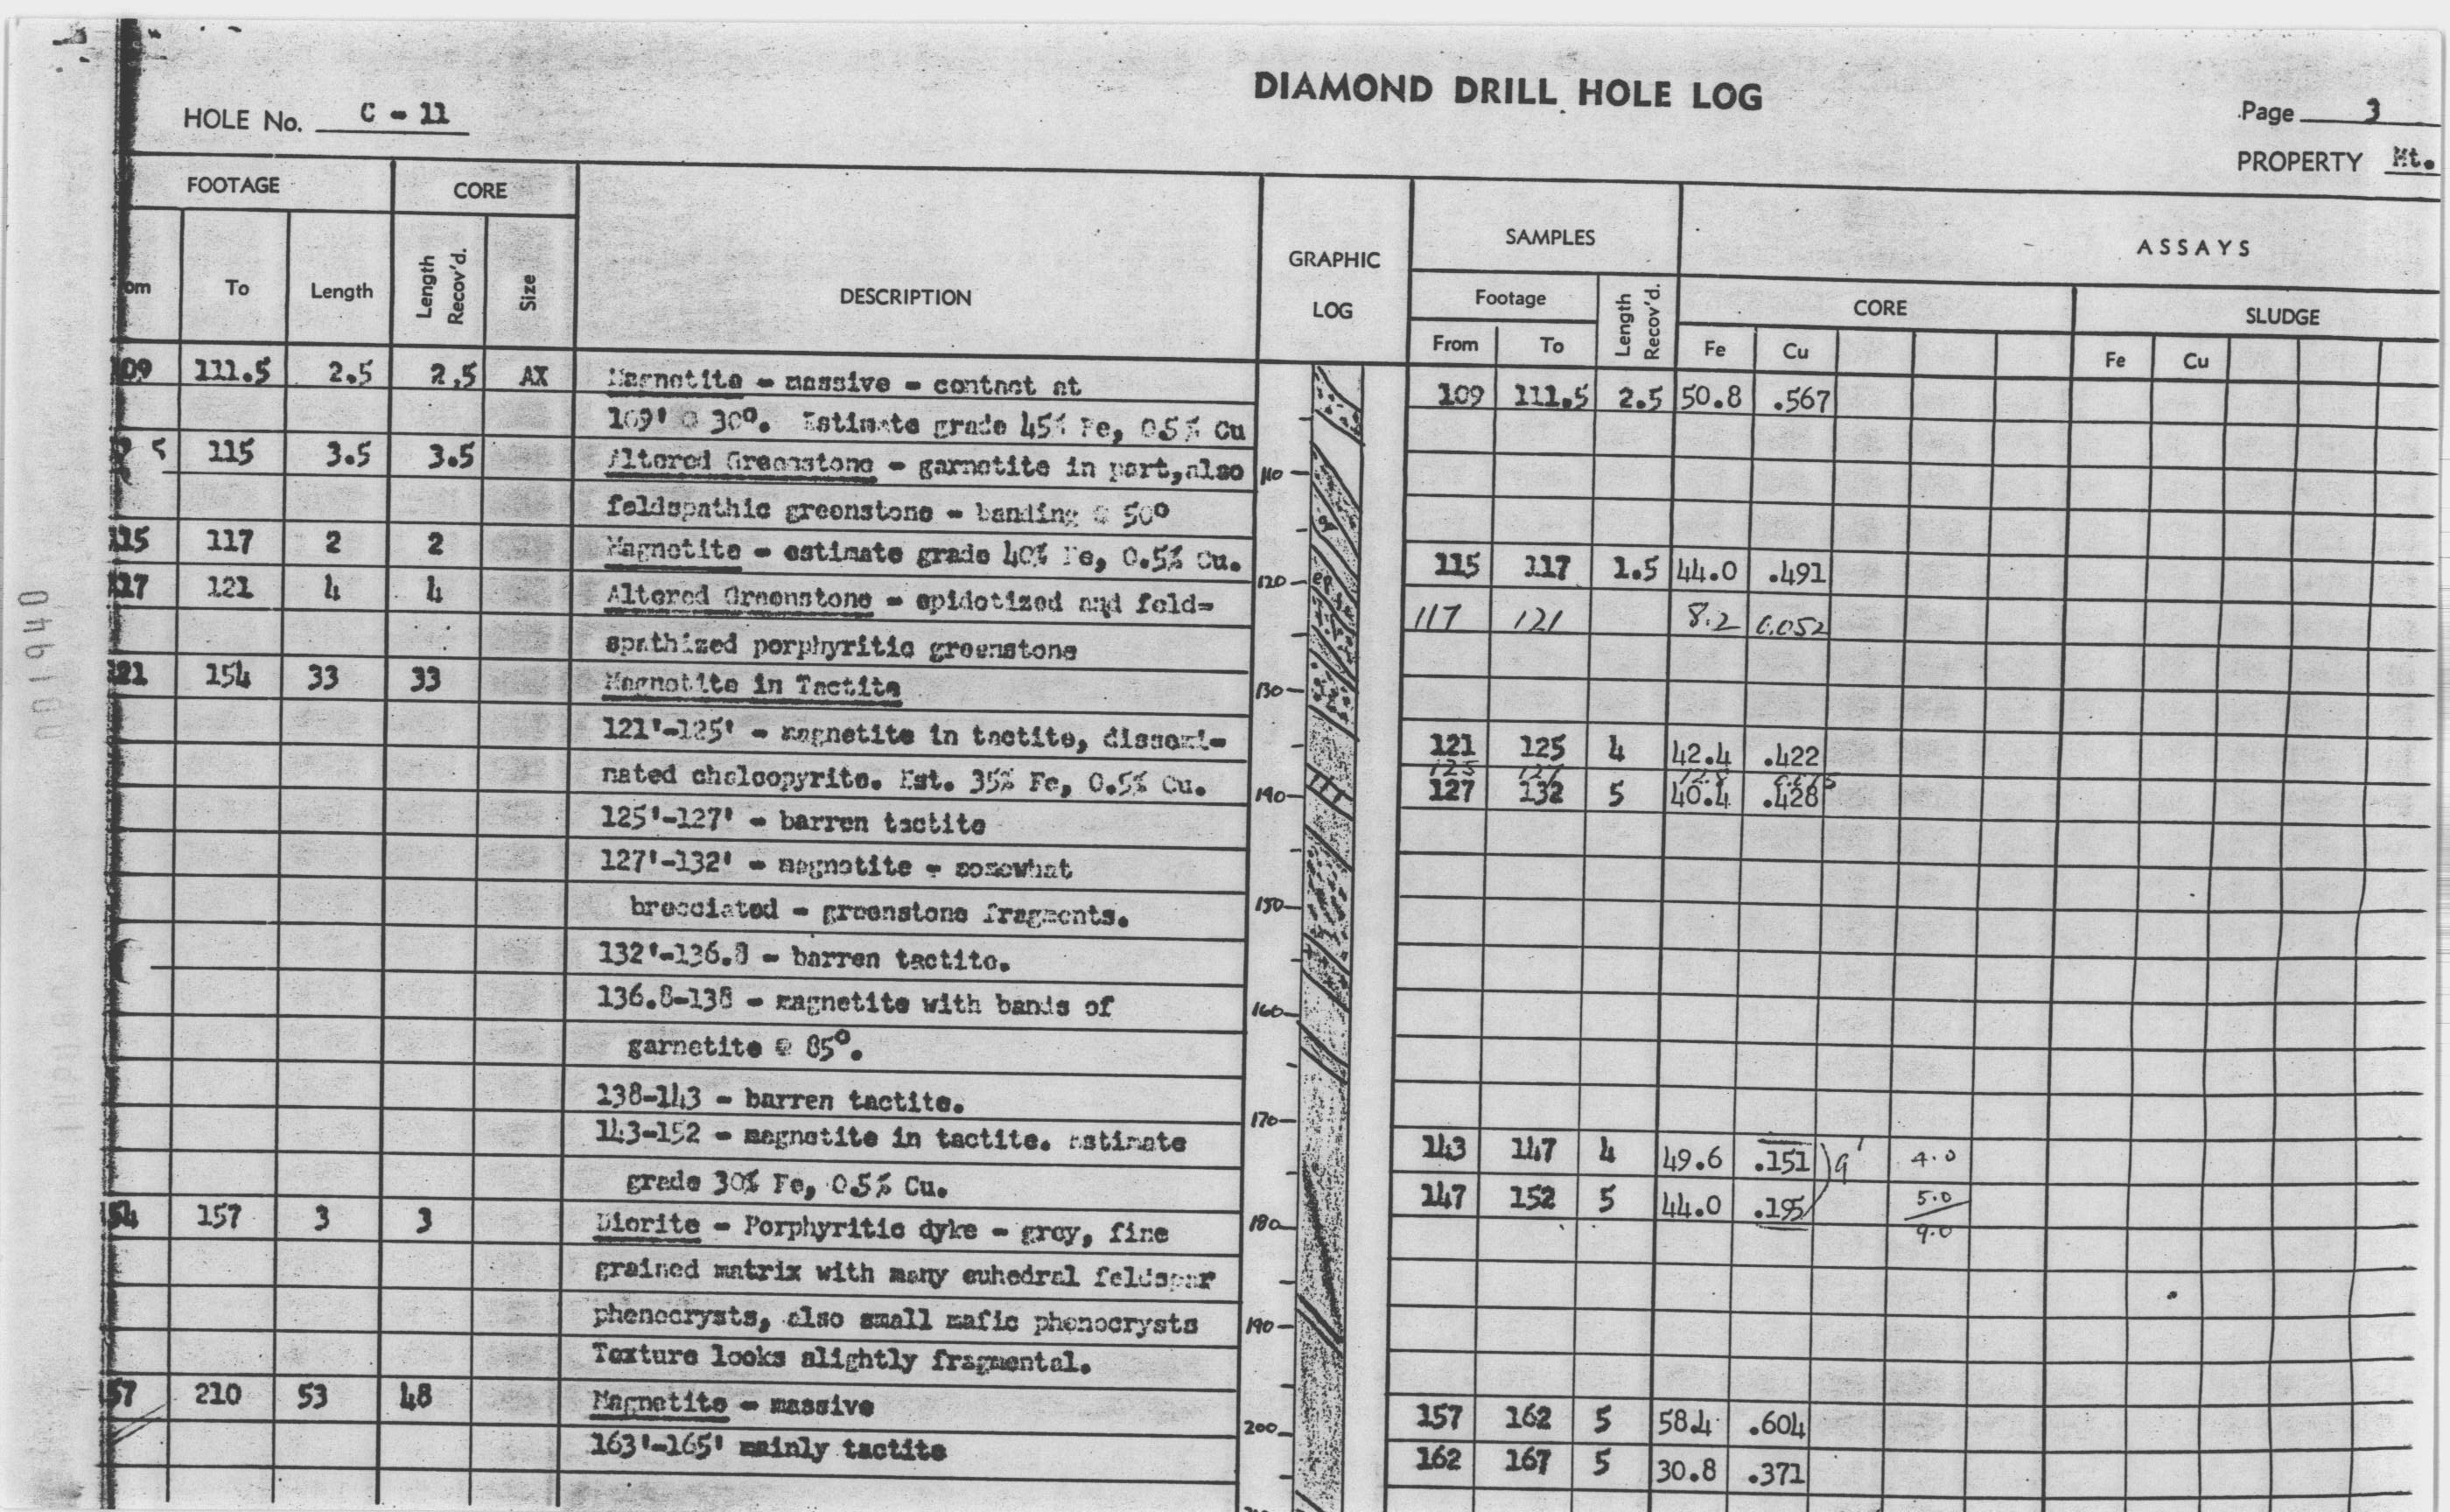 DIAMOND DRILL HOLE LOG
HOLE No. C - 11
Page 3
PROPERTY Mt.
FOOTAGE CORE
SAMPLES ASSAYS
GRAPHIC LOG
om To Length Length Recov'd. Size DESCRIPTION
Footage Length Recov'd. CORE SLUDGE
From To Fe Cu Fe Cu
109 111.5 2.5 2.5 AX Magnetite - massive - contact at 109 111.5 2.5 50.8 .567
109' @ 30°. Estimate grade 45% Fe, 0.5% Cu
5 115 3.5 3.5 Altered Greenstone - garnetite in part, also 110
feldspathic greenstone - banding @ 50°
115 117 2 2 Magnetite - estimate grade 40% Fe, 0.5% Cu. 115 117 1.5 44.0 .491
117 121 4 4 Altered Greenstone - epidotized and feld- 120 ep 117 121 8.2 0.052
spathized porphyritic greenstone
121 154 33 33 Magnetite in Tactite 130
121'-125' - magnetite in tactite, dissemi- 121 125 4 42.4 .422
125 127
nated chalcopyrite. Est. 35% Fe, 0.5% Cu. 140 127 132 5 40.4 .428
125'-127' - barren tactite
127'-132' - magnetite - somewhat
brecciated - greenstone fragments. 150
132'-136.8 - barren tactite.
136.8-138 - magnetite with bands of 160
garnetite @ 85°.
138-143 - barren tactite.
143-152 - magnetite in tactite. Estimate 170 143 147 4 49.6 .151 9' 4.0
grade 30% Fe, 0.5% Cu. 147 152 5 44.0 .195 5.0
154 157 3 3 Diorite - Porphyritic dyke - grey, fine 180 9.0
grained matrix with many euhedral feldspar
phenocrysts, also small mafic phenocrysts 190
Texture looks slightly fragmental.
157 210 53 48 Magnetite - massive 157 162 5 58.4 .604
163'-165' mainly tactite 200 162 167 5 30.8 .371
001940